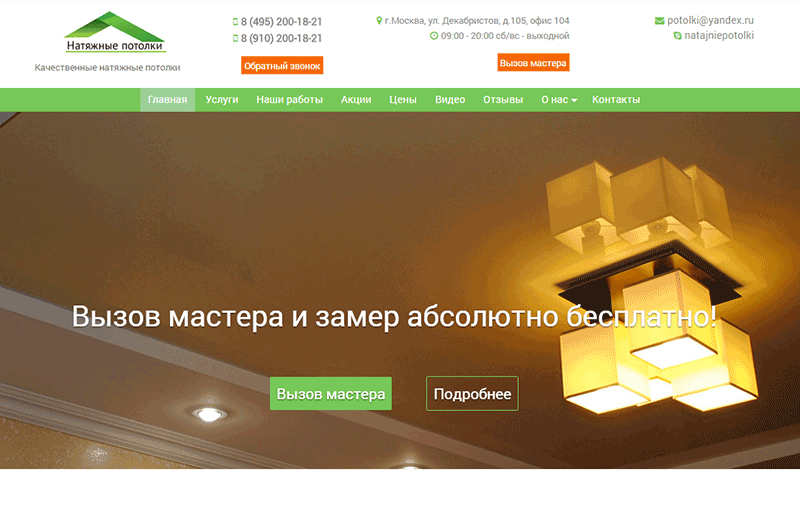 Натяжные потолки
Качественные натяжные потолки
8 (495) 200-18-21
8 (910) 200-18-21
Обратный звонок
г.Москва, ул. Декабристов, д.105, офис 104
09:00 - 20:00 сб/вс - выходной
Вызов мастера
potolki@yandex.ru
natajniepotolki
Главная Услуги Наши работы Акции Цены Видео Отзывы О нас Контакты
Вызов мастера и замер абсолютно бесплатно!
Вызов мастера Подробнее